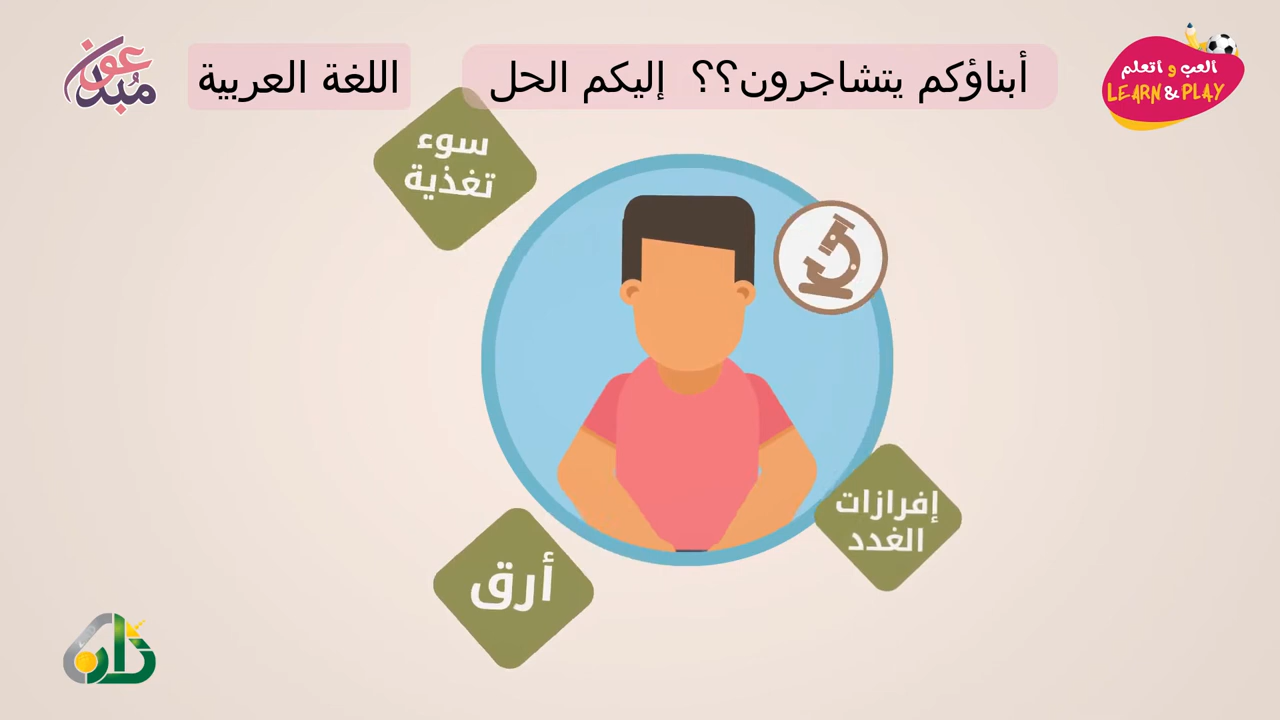 العب و اتعلم
LEARN & PLAY
أبناؤكم يتشاجرون؟؟ إليكم الحل
اللغة العربية
مبدعون
سوء
تغذية
إفرازات
الغدد
أرق